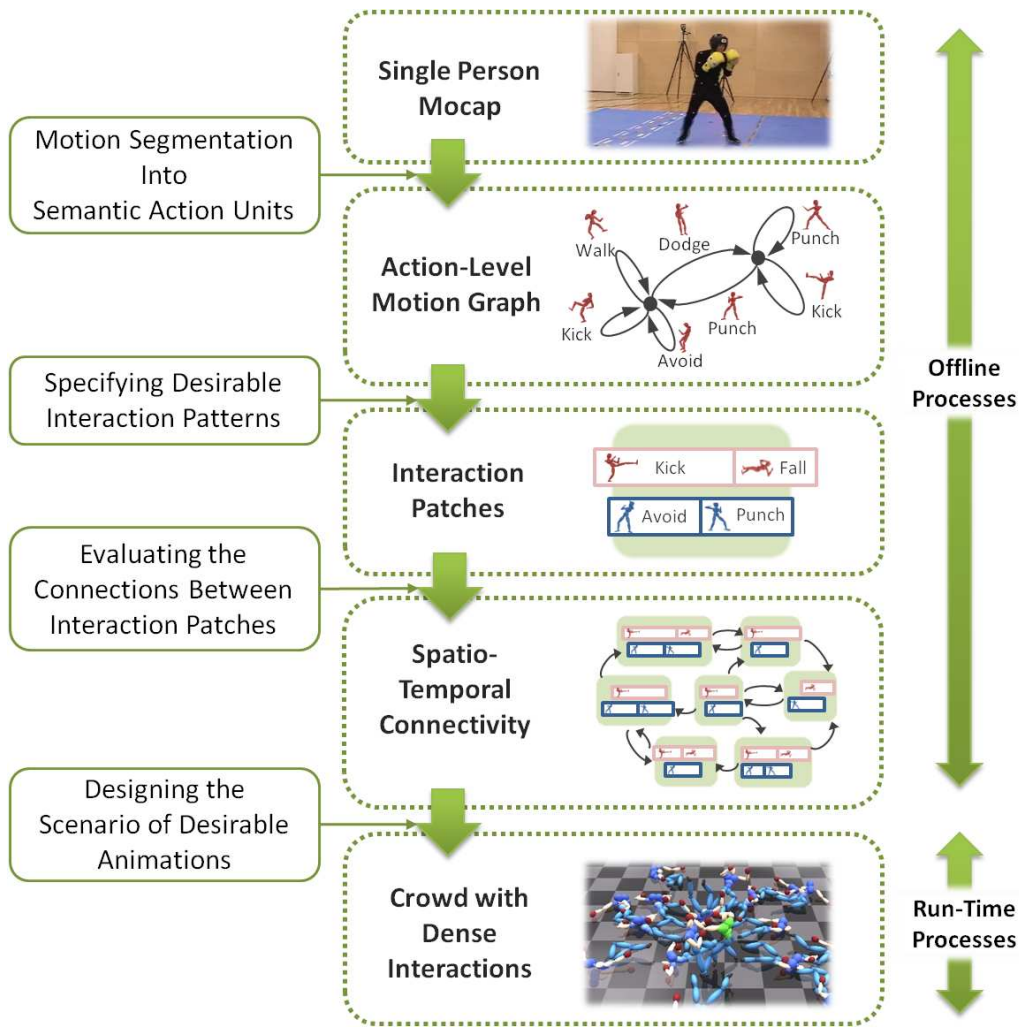 Single Person
Mocap
Motion Segmentation
Into
Semantic Action Units
Action-Level
Motion Graph
Walk
Dodge
Punch
Kick
Avoid
Punch
Kick
Specifying Desirable
Interaction Patterns
Offline
Processes
Interaction
Patches
Kick
Fall
Avoid
Punch
Evaluating the
Connections Between
Interaction Patches
Spatio-
Temporal
Connectivity
Designing the
Scenario of Desirable
Animations
Crowd with
Dense
Interactions
Run-Time
Processes